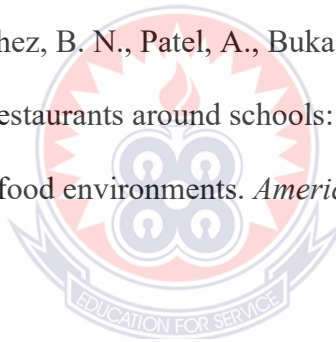 hez, B. N., Patel, A., Buka
estaurants around schools:
food environments. Americ
EDUCATION FOR SERVICE